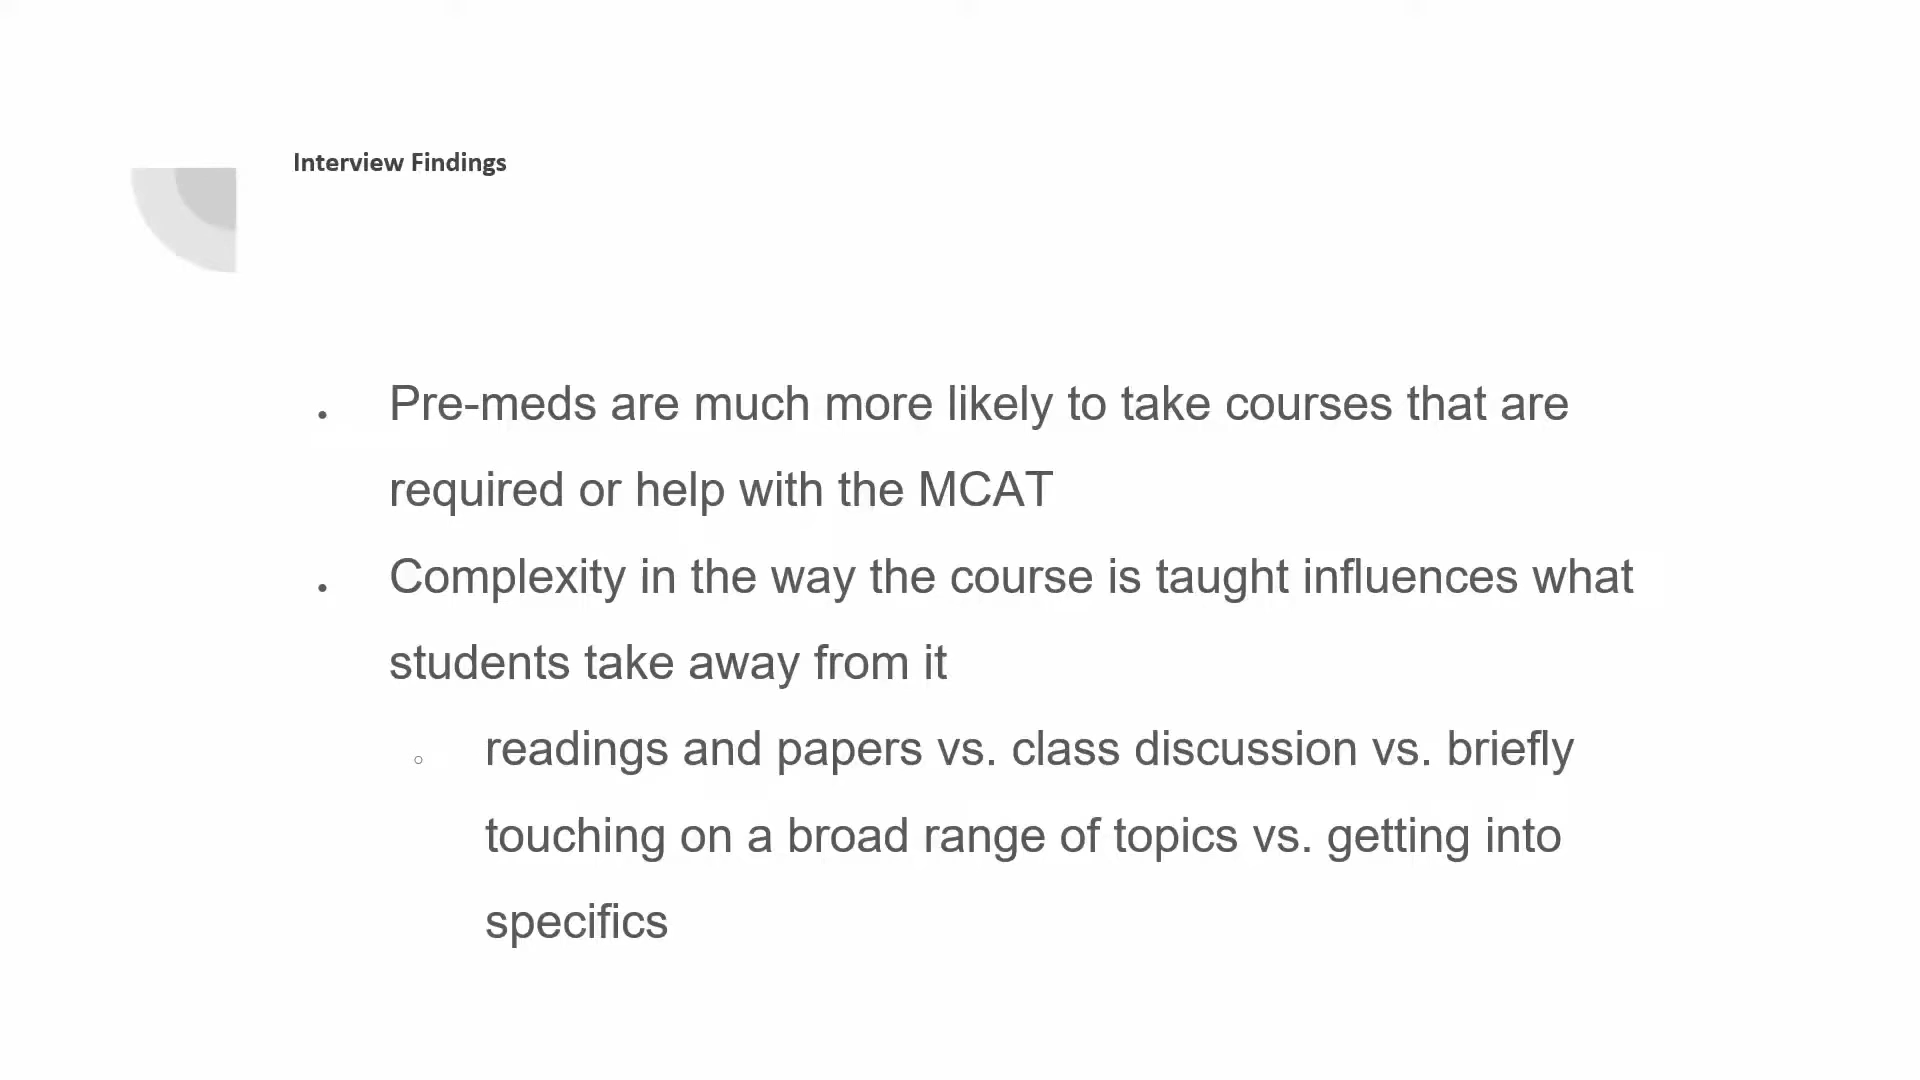 Interview Findings
• Pre-meds are much more likely to take courses that are
required or help with the MCAT
• Complexity in the way the course is taught influences what
students take away from it
○ readings and papers vs. class discussion vs. briefly
touching on a broad range of topics vs. getting into
specifics